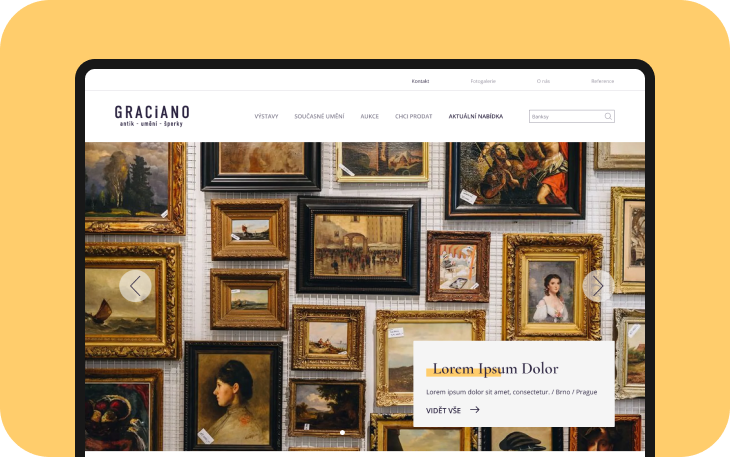 Kontakt Fotogalerie O nás Reference
GRACiANO
antik - umění - šperky
VÝSTAVY SOUČASNÉ UMĚNÍ AUKCE CHCI PRODAT AKTUÁLNÍ NABÍDKA Banksy
Lorem Ipsum Dolor
Lorem ipsum dolor sit amet, consectetur. / Brno / Prague
VIDĚT VŠE